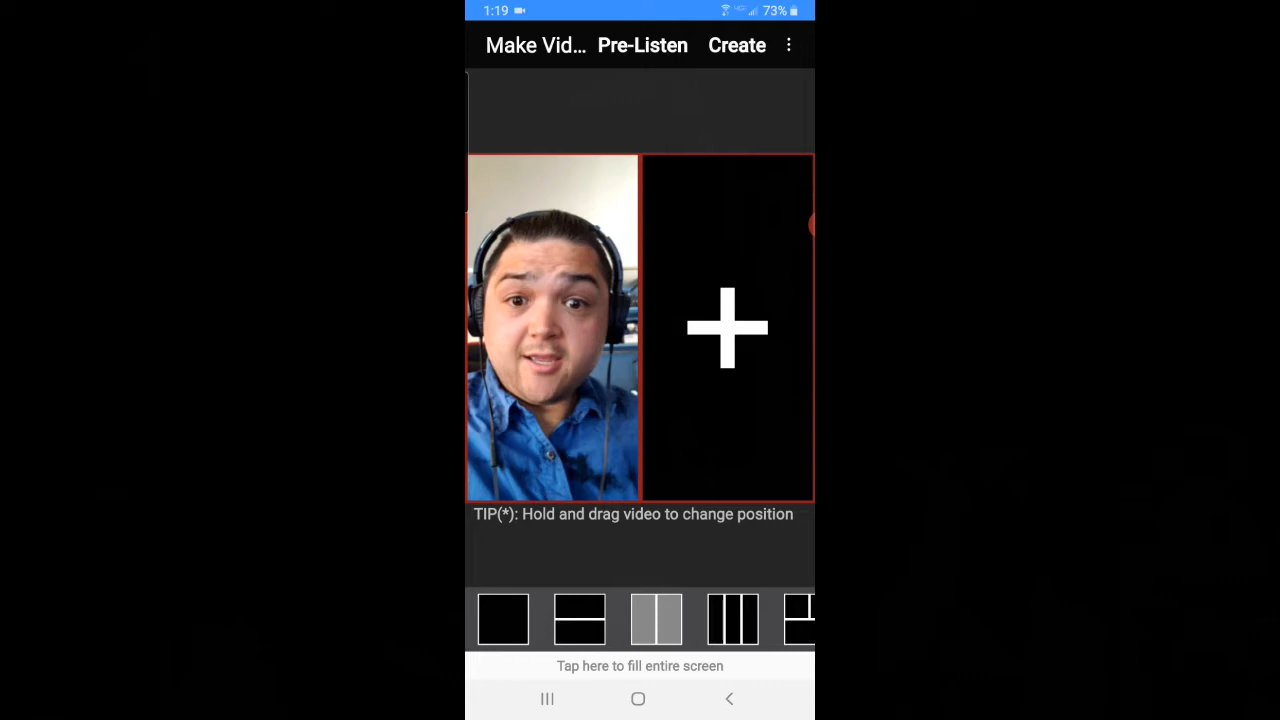 1:19 73%
Make Vid... Pre-Listen Create
TIP(*): Hold and drag video to change position
Tap here to fill entire screen